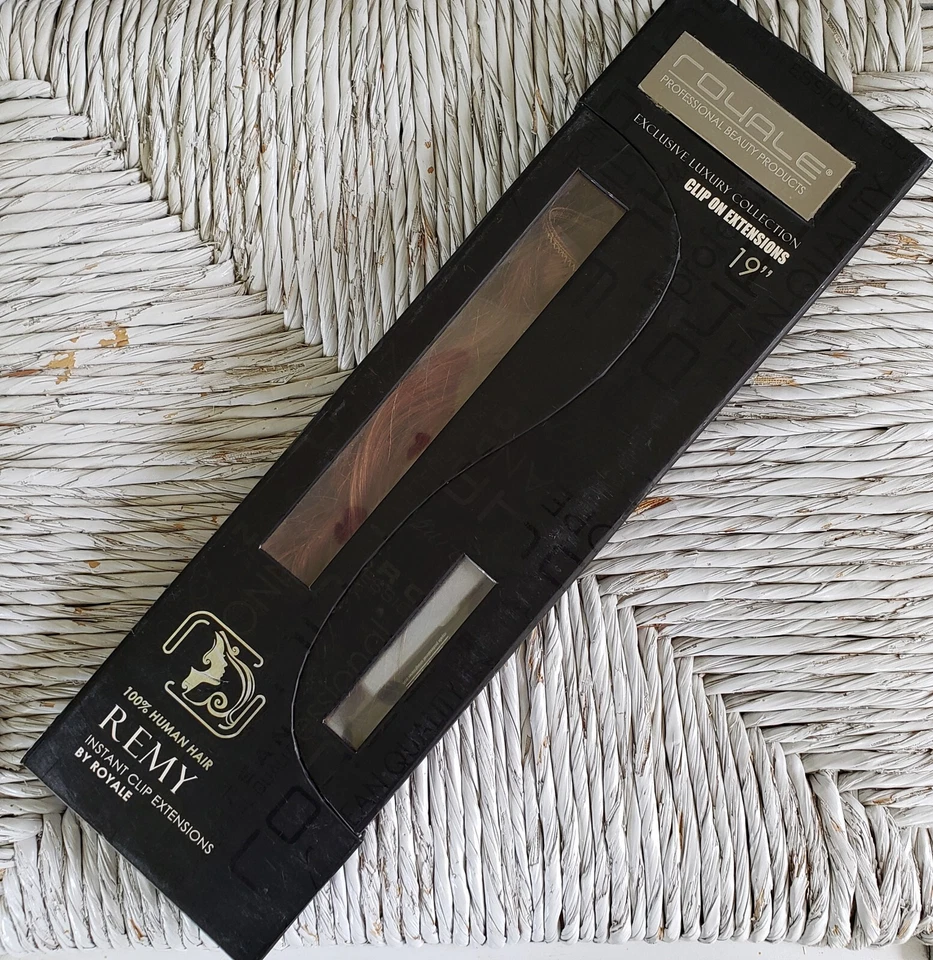 ROYALE®
PROFESSIONAL BEAUTY PRODUCTS
EXCLUSIVE LUXURY COLLECTION
CLIP ON EXTENSIONS
19”
100% HUMAN HAIR
REMY
INSTANT CLIP EXTENSIONS
BY ROYALE